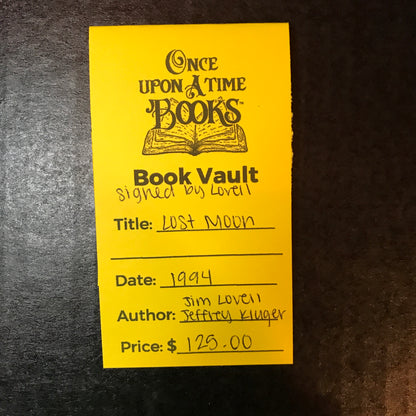 Once
upon A time
Books™
Book Vault
signed by Lovell
Title: Lost Moon
Date: 1994
Jim Lovell
Author: Jeffrey Kluger
Price: $ 125.00